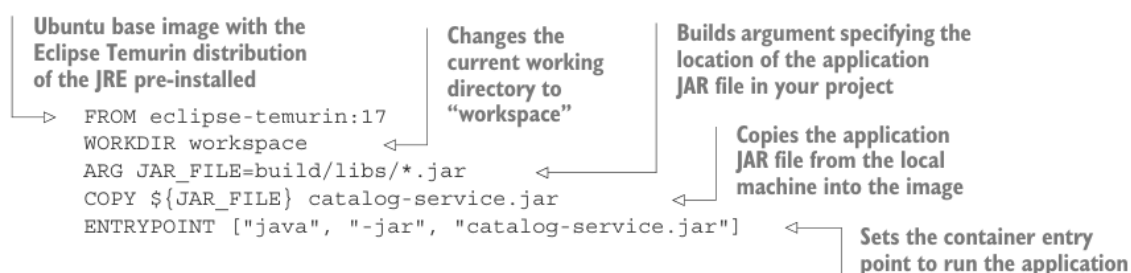 Ubuntu base image with the
Eclipse Temurin distribution
of the JRE pre-installed
Changes the
current working
directory to
“workspace”
Builds argument specifying the
location of the application
JAR file in your project
FROM eclipse-temurin:17
WORKDIR workspace
ARG JAR_FILE=build/libs/*.jar
COPY ${JAR_FILE} catalog-service.jar
ENTRYPOINT ["java", "-jar", "catalog-service.jar"]
Copies the application
JAR file from the local
machine into the image
Sets the container entry
point to run the application